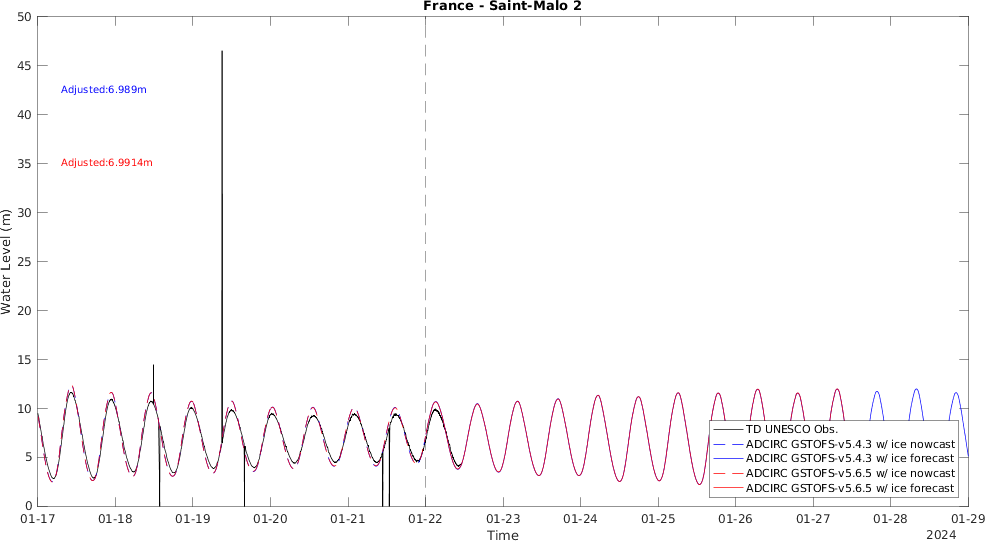 France - Saint-Malo 2
50
45
40
35
30
25
20
15
10
5
0
Water Level (m)
Adjusted:6.989m
Adjusted:6.9914m
TD UNESCO Obs.
ADCIRC GSTOFS-v5.4.3 w/ ice nowcast
ADCIRC GSTOFS-v5.4.3 w/ ice forecast
ADCIRC GSTOFS-v5.6.5 w/ ice nowcast
ADCIRC GSTOFS-v5.6.5 w/ ice forecast
01-17 01-18 01-19 01-20 01-21 01-22 01-23 01-24 01-25 01-26 01-27 01-28 01-29
Time
2024